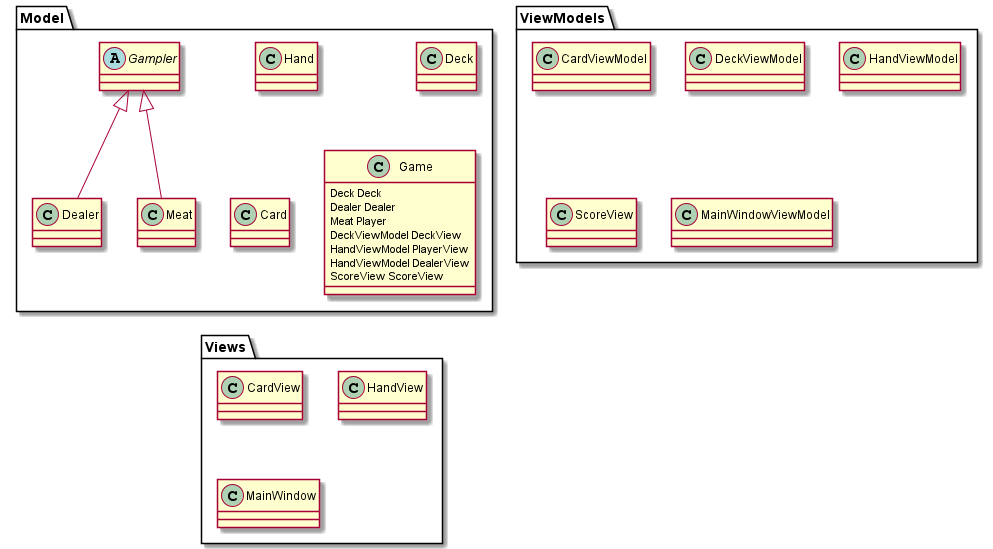 Model
A Gampler
C Hand
C Deck
C Dealer
C Meat
C Card
C Game
Deck Deck
Dealer Dealer
Meat Player
DeckViewModel DeckView
HandViewModel PlayerView
HandViewModel DealerView
ScoreView ScoreView
ViewModels
C CardViewModel
C DeckViewModel
C HandViewModel
C ScoreView
C MainWindowViewModel
Views
C CardView
C HandView
C MainWindow